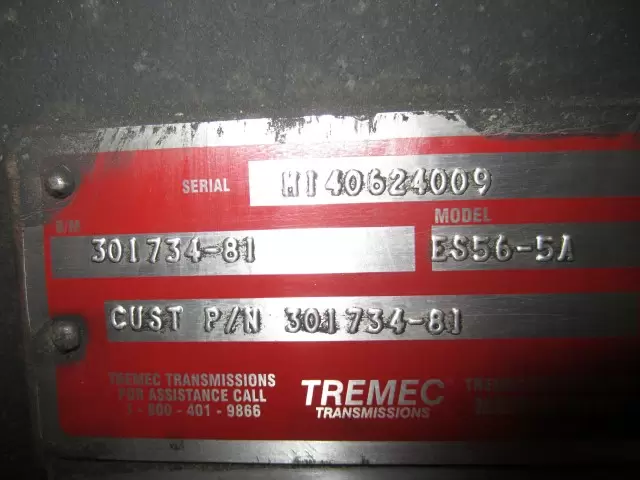 SERIAL M140624009
B/M MODEL
301734-81 ES56-5A
CUST P/N 301734-81
TREMEC TRANSMISSIONS
FOR ASSISTANCE CALL
1-800-401-9866
TREMEC
TRANSMISSIONS